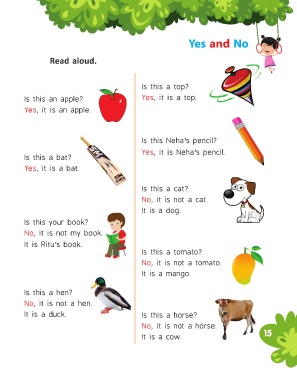 Yes and No
Read aloud.
Is this an apple?
Yes, it is an apple.
Is this a bat?
Yes, it is a bat.
Is this your book?
No, it is not my book.
It is Ritu's book.
Is this a hen?
No, it is not a hen.
It is a duck.
Is this a top?
Yes, it is a top.
Is this Neha's pencil?
Yes, it is Neha's pencil.
Is this a cat?
No, it is not a cat.
It is a dog.
Is this a tomato?
No, it is not a tomato.
It is a mango.
Is this a horse?
No, it is not a horse.
It is a cow.
15